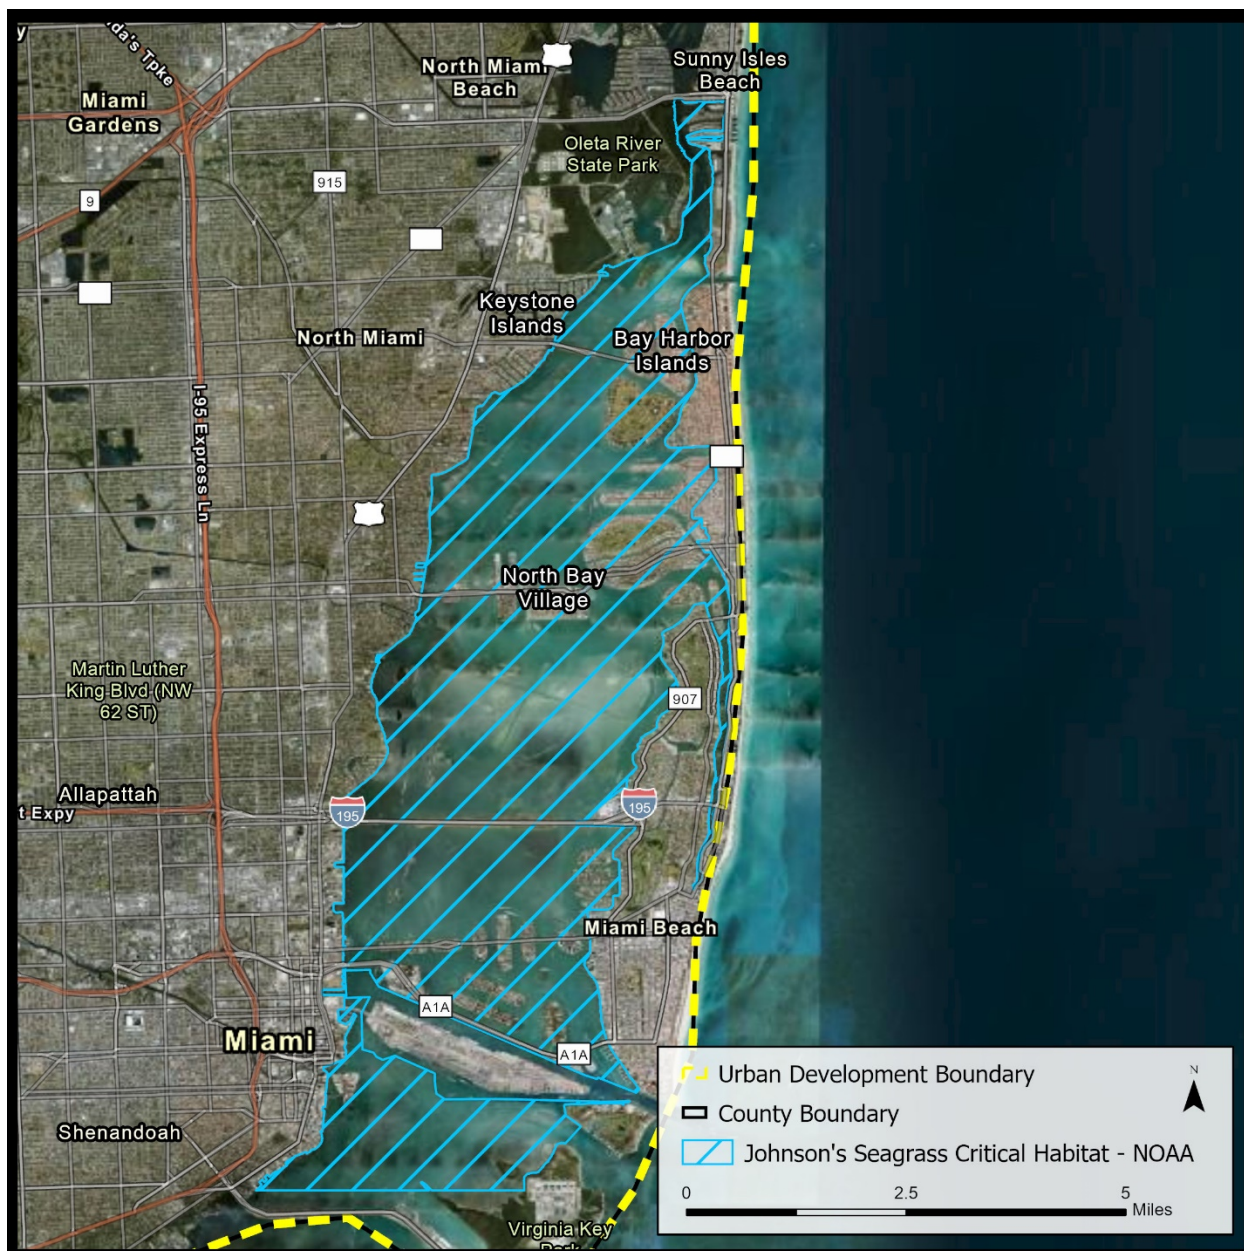 y
da's Tpke
North Miami
Beach
Sunny Isles
Beach
Miami
Gardens
Oleta River
State Park
915
9
Keystone
Islands
North Miami
Bay Harbor
Islands
I-95 Express Ln
North Bay
Village
Martin Luther
King Blvd (NW
62 ST)
907
Allapattah
t Expy
195
195
Miami Beach
A1A
Miami
A1A
Shenandoah
Virginia Key
N
Urban Development Boundary
County Boundary
Johnson's Seagrass Critical Habitat - NOAA
0
2.5
5
Miles